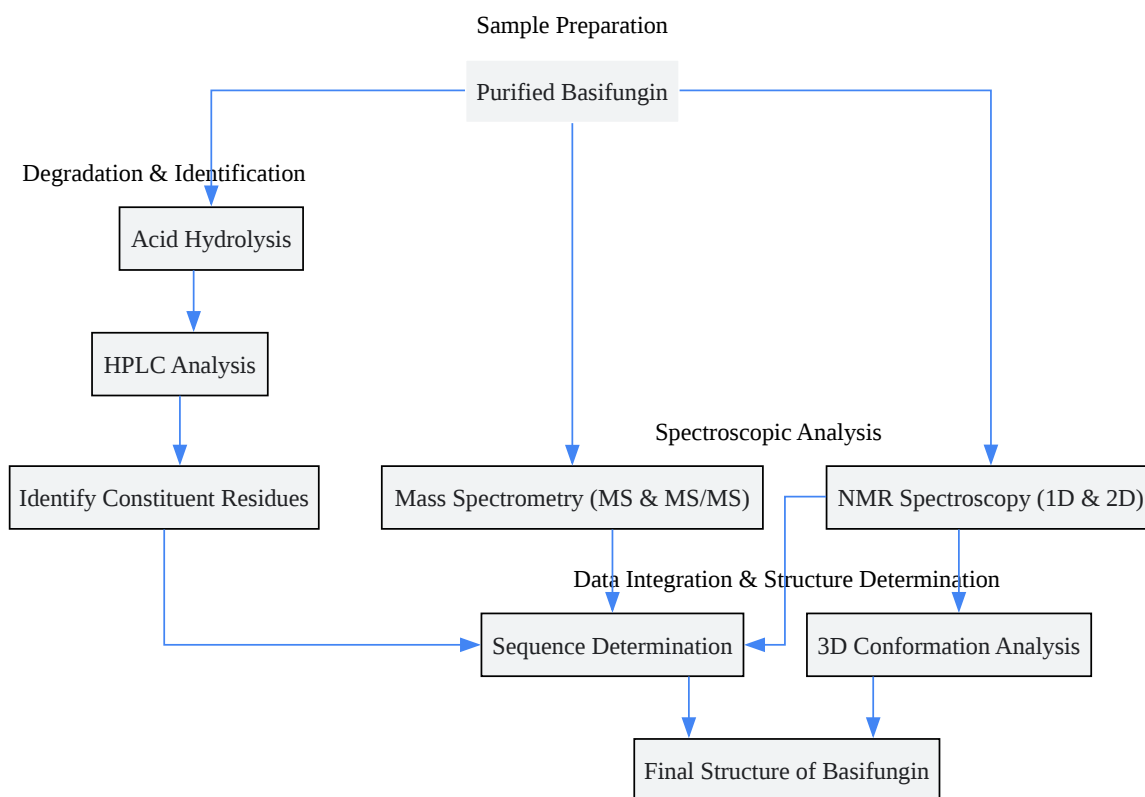 Sample Preparation
Purified Basifungin
Degradation & Identification
Acid Hydrolysis
HPLC Analysis
Spectroscopic Analysis
Identify Constituent Residues
Mass Spectrometry (MS & MS/MS)
NMR Spectroscopy (1D & 2D)
Data Integration & Structure Determination
Sequence Determination
3D Conformation Analysis
Final Structure of Basifungin